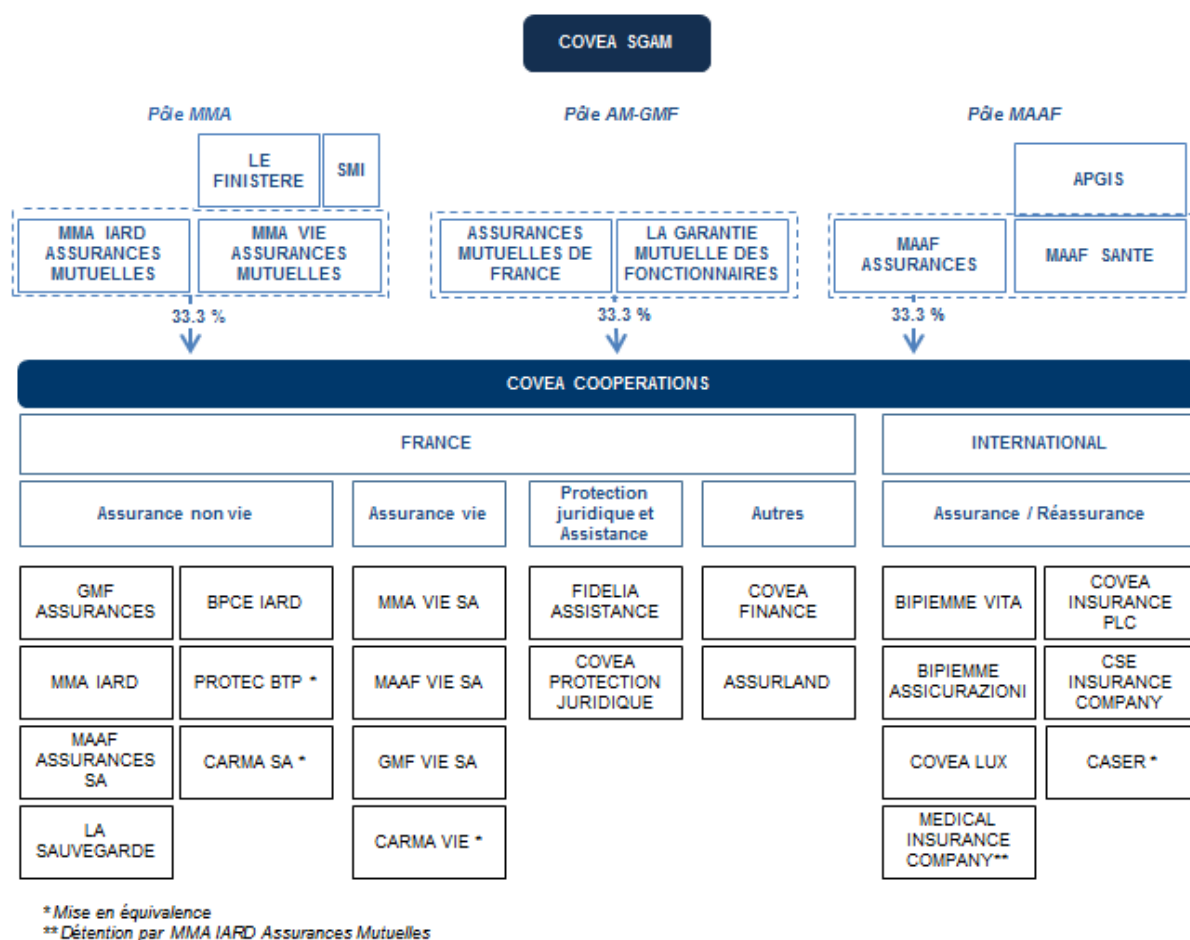 COVEA SGAM
Pôle MMA
Pôle AM-GMF
Pôle MAAF
LE
FINISTERE
SMI
APGIS
MMA IARD
ASSURANCES
MUTUELLES
MMA VIE
ASSURANCES
MUTUELLES
ASSURANCES
MUTUELLES DE
FRANCE
LA GARANTIE
MUTUELLE DES
FONCTIONNAIRES
MAAF
ASSURANCES
MAAF SANTE
33.3 %
33.3 %
33.3 %
COVEA COOPERATIONS
FRANCE
INTERNATIONAL
Assurance non vie
Assurance vie
Protection
juridique et
Assistance
Autres
Assurance / Réassurance
GMF
ASSURANCES
BPCE IARD
MMA VIE SA
FIDELIA
ASSISTANCE
COVEA
FINANCE
BIPIEMME VITA
COVEA
INSURANCE
PLC
MMA IARD
PROTEC BTP *
MAAF VIE SA
COVEA
PROTECTION
JURIDIQUE
ASSURLAND
BIPIEMME
ASSICURAZIONI
CSE
INSURANCE
COMPANY
MAAF
ASSURANCES
SA
CARMA SA *
GMF VIE SA
COVEA LUX
CASER *
LA
SAUVEGARDE
CARMA VIE *
MEDICAL
INSURANCE
COMPANY**
* Mise en équivalence
** Détention par MMA IARD Assurances Mutuelles